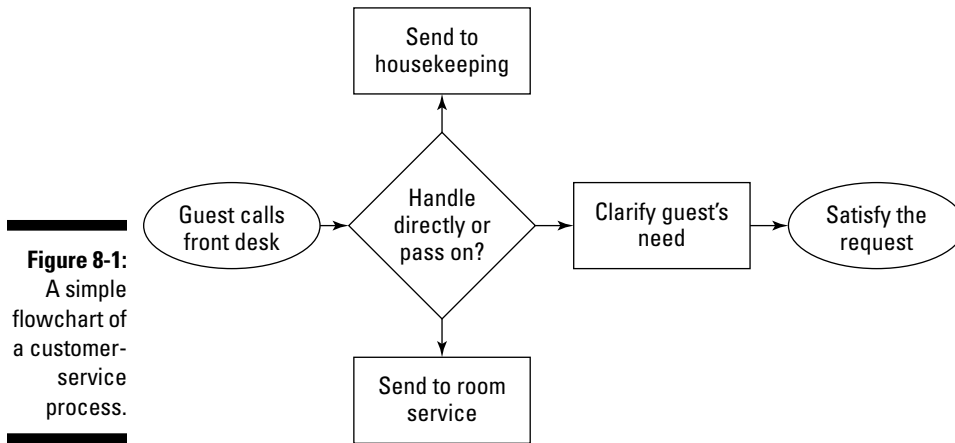 Send to
housekeeping
Guest calls
front desk
Handle
directly or
pass on?
Clarify guest's
need
Satisfy the
request
Send to room
service
Figure 8-1:
A simple
flowchart of
a customer-
service
process.